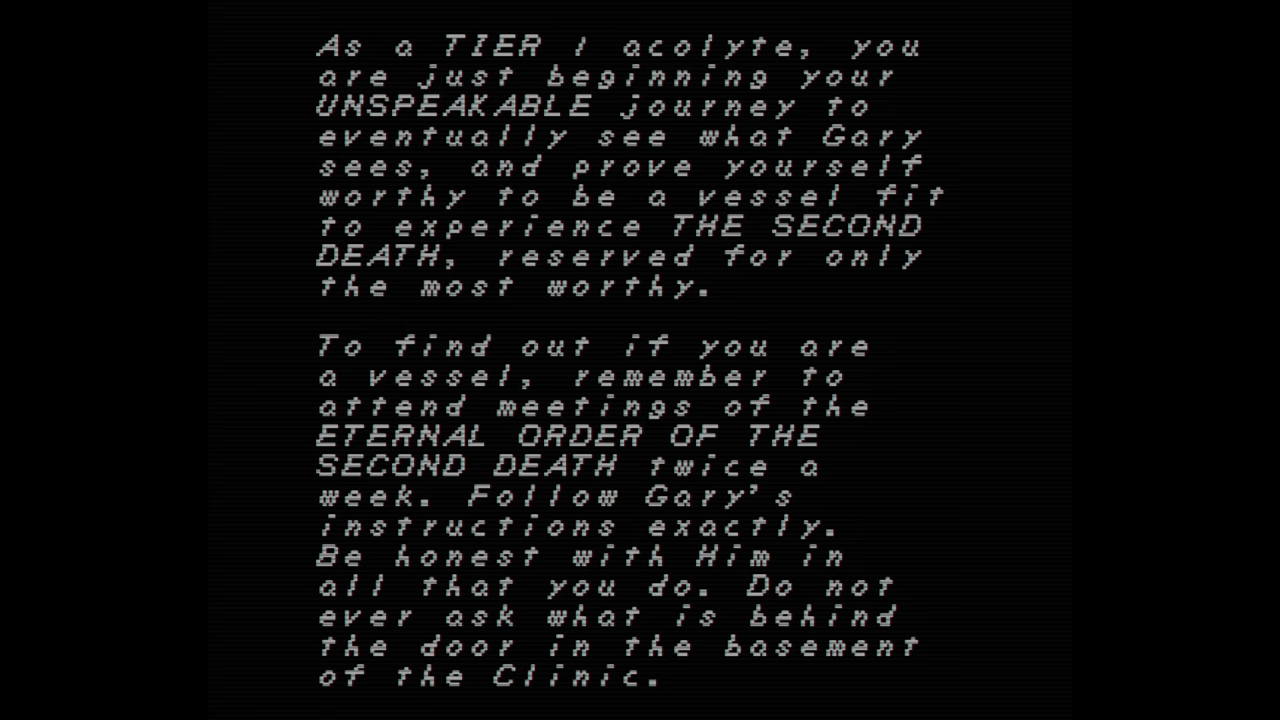 As a TIER 1 acolyte, you
are just beginning your
UNSPEAKABLE journey to
eventually see what Gary
sees, and prove yourself
worthy to be a vessel fit
to experience THE SECOND
DEATH, reserved for only
the most worthy.
To find out if you are
a vessel, remember to
attend meetings of the
ETERNAL ORDER OF THE
SECOND DEATH twice a
week. Follow Gary's
instructions exactly.
Be honest with Him in
all that you do. Do not
ever ask what is behind
the door in the basement
of the Clinic.